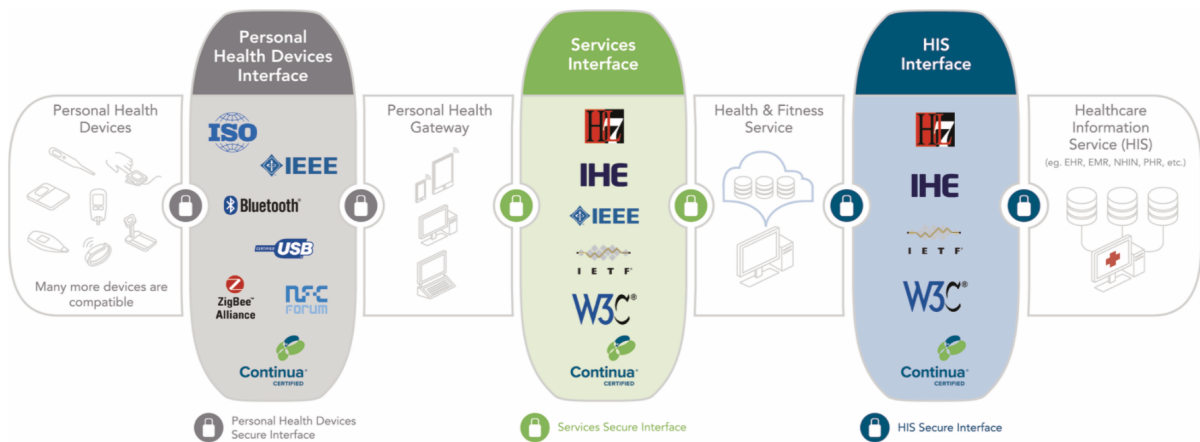 Personal
Health Devices
Interface
Services
Interface
HIS
Interface
Personal Health
Devices
Many more devices are
compatible
ISO
IEEE
Bluetooth®
CERTIFIED USB
ZigBee™
Alliance
NFC
FORUM
Continua®
CERTIFIED
Personal Health
Gateway
HL7
IHE
IEEE
I E T F®
W3C®
Continua®
CERTIFIED
Health & Fitness
Service
HL7
IHE
I E T F®
W3C®
Continua®
CERTIFIED
Healthcare
Information
Service (HIS)
(eg. EHR, EMR, NHIN, PHR, etc.)
Personal Health Devices
Secure Interface
Services Secure Interface
HIS Secure Interface